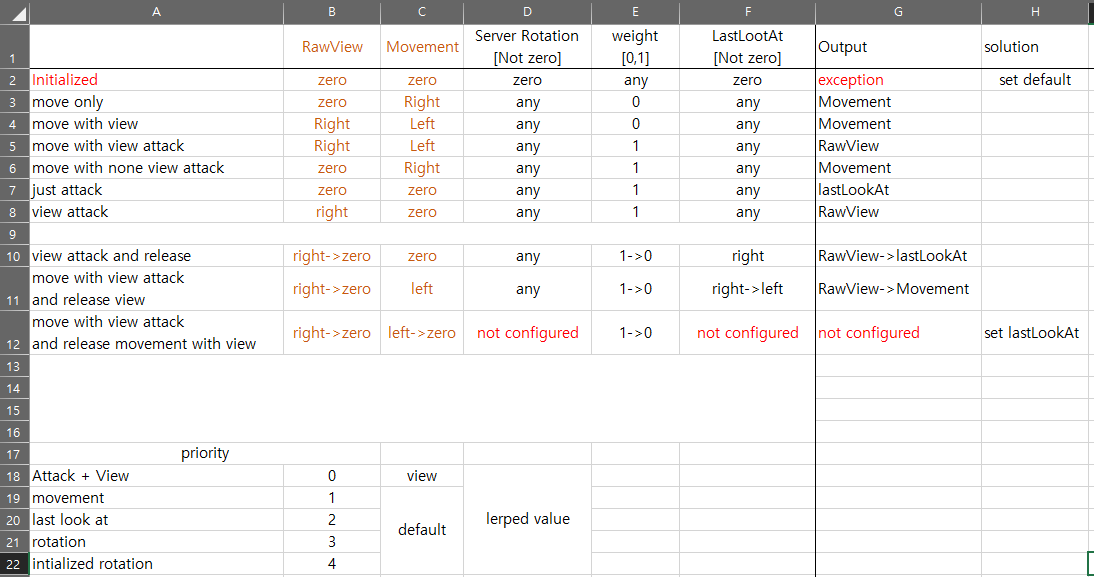 A B C D E F G H
1 RawView Movement Server Rotation [Not zero] weight [0,1] LastLootAt [Not zero] Output solution
2 Initialized zero zero zero any zero exception set default
3 move only zero Right any 0 any Movement
4 move with view Right Left any 0 any Movement
5 move with view attack Right Left any 1 any RawView
6 move with none view attack zero Right any 1 any Movement
7 just attack zero zero any 1 any lastLookAt
8 view attack right zero any 1 any RawView
9
10 view attack and release right->zero zero any 1->0 right RawView->lastLookAt
11 move with view attack and release view right->zero left any 1->0 right->left RawView->Movement
12 move with view attack and release movement with view right->zero left->zero not configured 1->0 not configured not configured set lastLookAt
13
14
15
16
17 priority
18 Attack + View 0 view
19 movement 1
20 last look at 2 default lerped value
21 rotation 3
22 intialized rotation 4